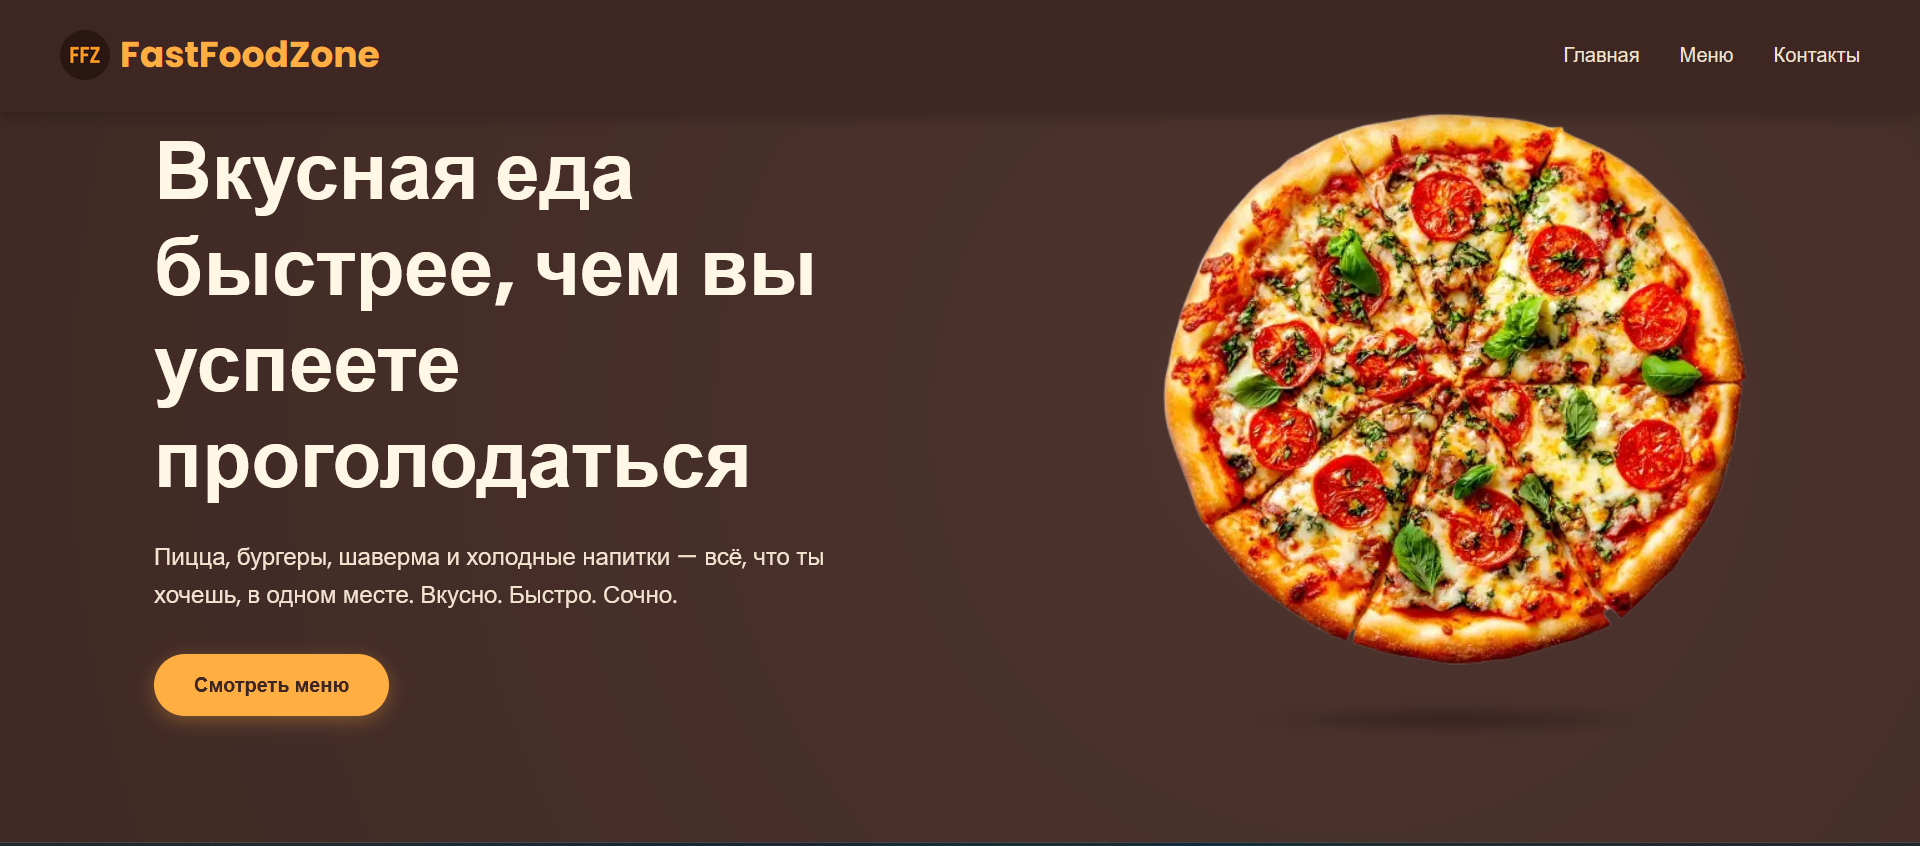 FFZ FastFoodZone
Главная Меню Контакты
Вкусная еда
быстрее, чем вы
успеете
проголодаться
Пицца, бургеры, шаверма и холодные напитки — всё, что ты
хочешь, в одном месте. Вкусно. Быстро. Сочно.
Смотреть меню